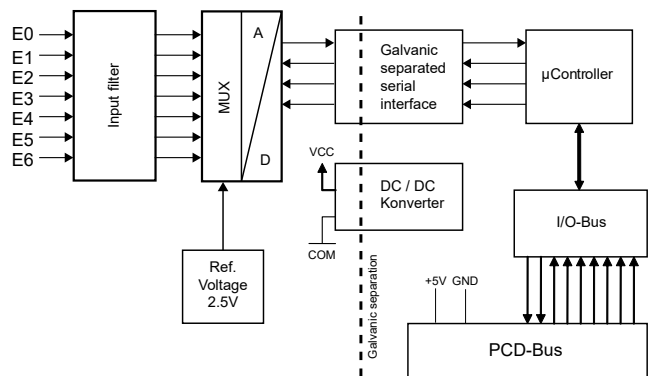 E0
E1
E2
E3
E4
E5
E6
Input filter
MUX
A
D
Galvanic
separated
serial
interface
µController
VCC
COM
DC / DC
Konverter
I/O-Bus
Ref.
Voltage
2.5V
Galvanic separation
+5V GND
PCD-Bus